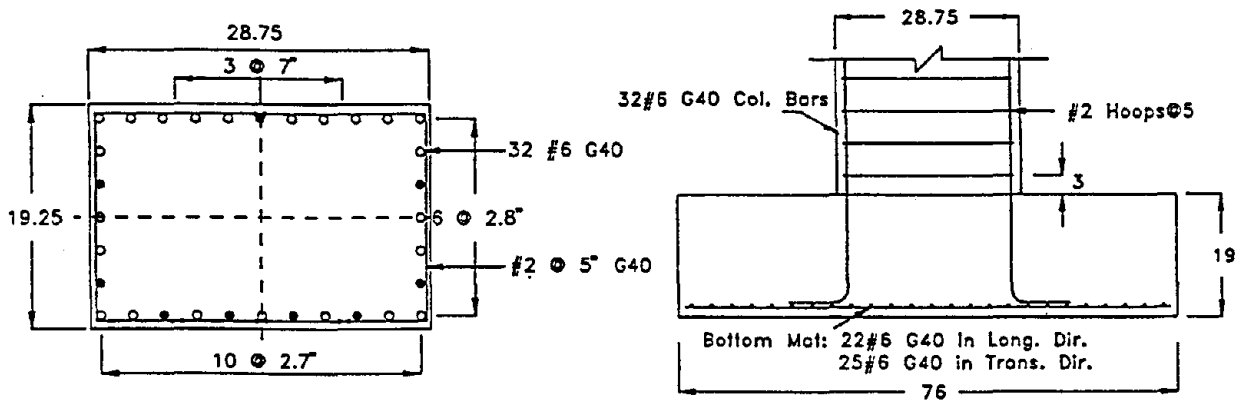 28.75
3 @ 7"
32 #6 G40
19.25
6 @ 2.8"
#2 @ 5" G40
10 @ 2.7"
28.75
32#6 G40 Col. Bars
#2 Hoops@5
3
19
Bottom Mat: 22#6 G40 in Long. Dir.
25#6 G40 in Trans. Dir.
76